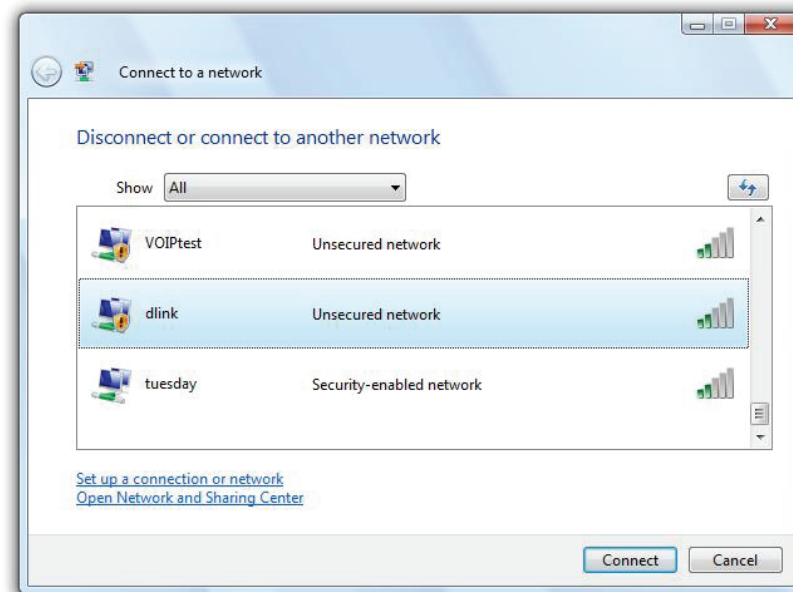 Connect to a network
Disconnect or connect to another network
Show All
VOIPtest Unsecured network
dlink Unsecured network
tuesday Security-enabled network
Set up a connection or network
Open Network and Sharing Center
Connect Cancel